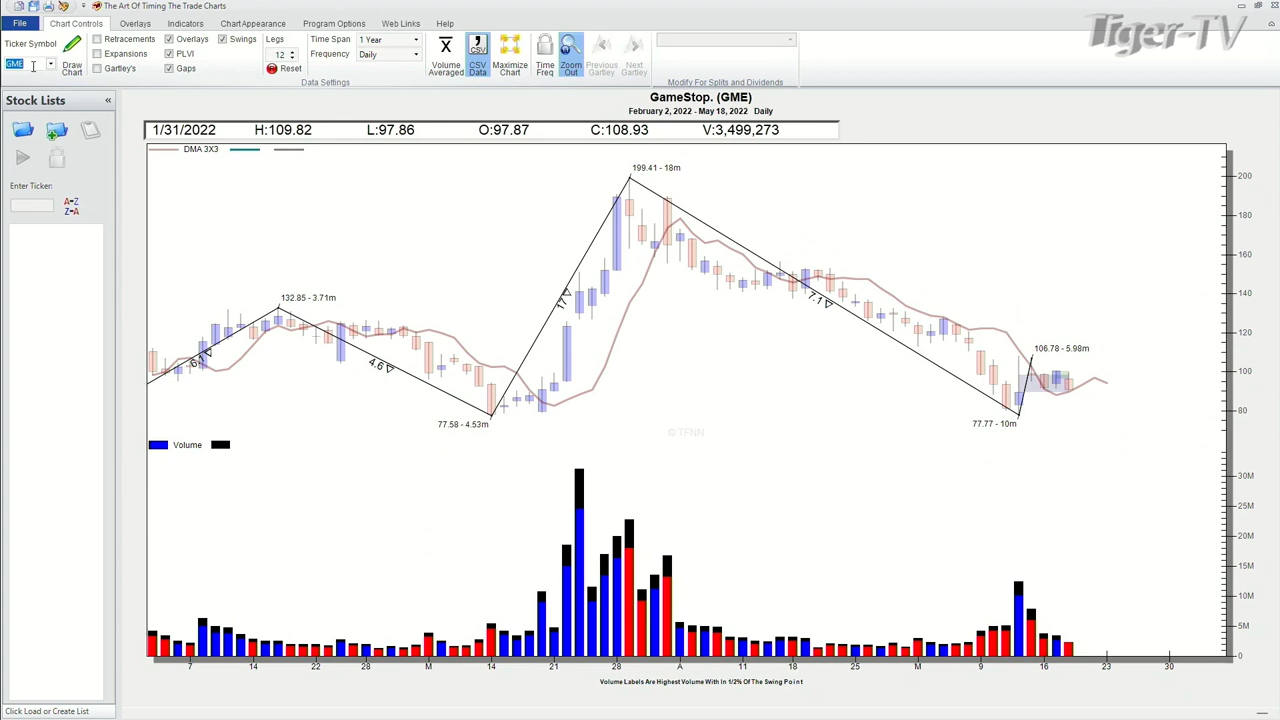 The Art Of Timing The Trade Charts
Tiger-TV
File
Chart Controls
Overlays
Indicators
Chart Appearance
Program Options
Web Links
Help
Ticker Symbol
GME
Draw Chart
Retracements
Expansions
Gartley's
Overlays
PLVI
Gaps
Swings
Legs
12
Reset
Time Span
1 Year
Frequency
Daily
Data Settings
Volume Averaged
CSV
CSV Data
Maximize Chart
Time Freq
Zoom Out
Previous Gartley
Next Gartley
Modify For Splits and Dividends
Stock Lists
«
Enter Ticker:
A-Z
Z-A
Click Load or Create List
GameStop. (GME)
February 2, 2022 - May 18, 2022 Daily
1/31/2022 H:109.82 L:97.86 O:97.87 C:108.93 V:3,499,273
DMA 3X3
199.41 - 18m
132.85 - 3.71m
106.78 - 5.98m
7.1
4.6
77.58 - 4.53m
77.77 - 10m
© TFNN
Volume
200
180
160
140
120
100
80
30M
25M
20M
15M
10M
5M
0
7 14 22 28 M 7 14 21 28 A 11 18 25 M 9 16 23 30
Volume Labels Are Highest Volume With In 1/2% Of The Swing Point